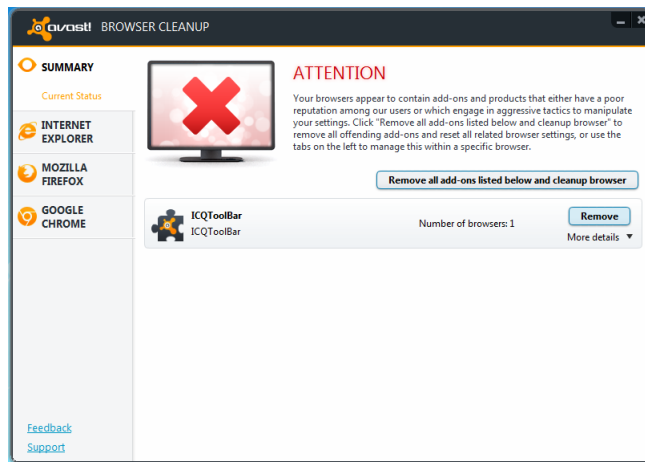 avast! BROWSER CLEANUP
SUMMARY
Current Status
INTERNET
EXPLORER
MOZILLA
FIREFOX
GOOGLE
CHROME
Feedback
Support
ATTENTION
Your browsers appear to contain add-ons and products that either have a poor
reputation among our users or which engage in aggressive tactics to manipulate
your settings. Click "Remove all add-ons listed below and cleanup browser" to
remove all offending add-ons and reset all related browser settings, or use the
tabs on the left to manage this within a specific browser.
Remove all add-ons listed below and cleanup browser
ICQToolBar
ICQToolBar
Number of browsers: 1
Remove
More details